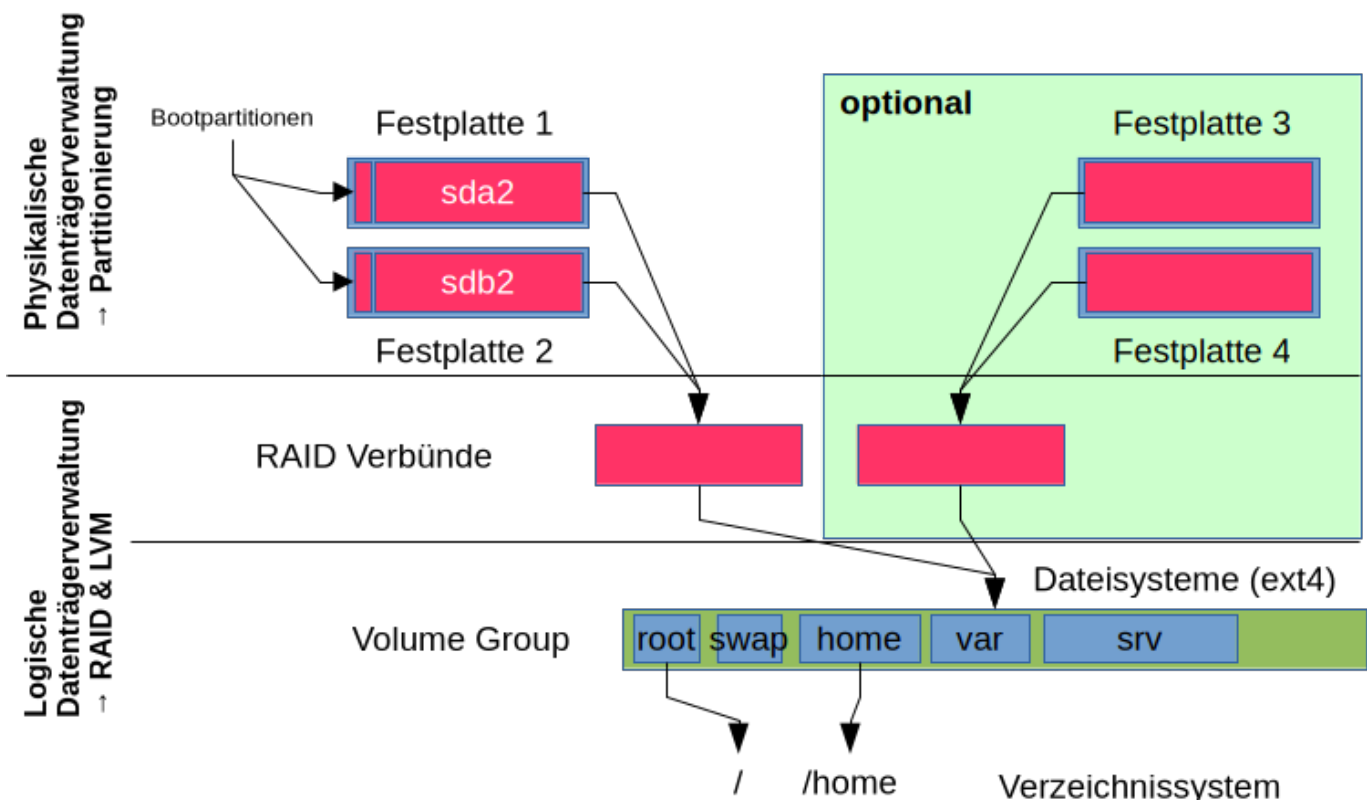 Physikalische
Datenträgerverwaltung
→ Partitionierung
Bootpartitionen
Festplatte 1
optional
Festplatte 3
sda2
sdb2
Festplatte 2
Festplatte 4
Logische
Datenträgerverwaltung
→ RAID & LVM
RAID Verbünde
Dateisysteme (ext4)
Volume Group
root
swap
home
var
srv
/
/home
Verzeichnissystem